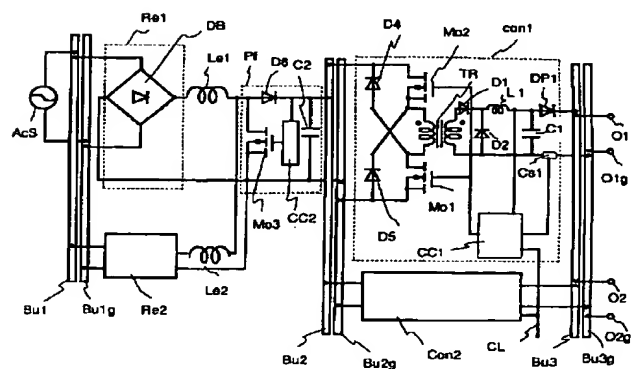 Re1
DB
Le1
Pf
D6
C2
D4
Mo2
con1
TR
D1
L1
DP1
AcS
D2
C1
O1
Cs1
O1g
Mo3
CC2
D5
Mo1
CC1
Bu1
Bu1g
Re2
Le2
Bu2
Bu2g
Con2
CL
Bu3
Bu3g
O2
O2g